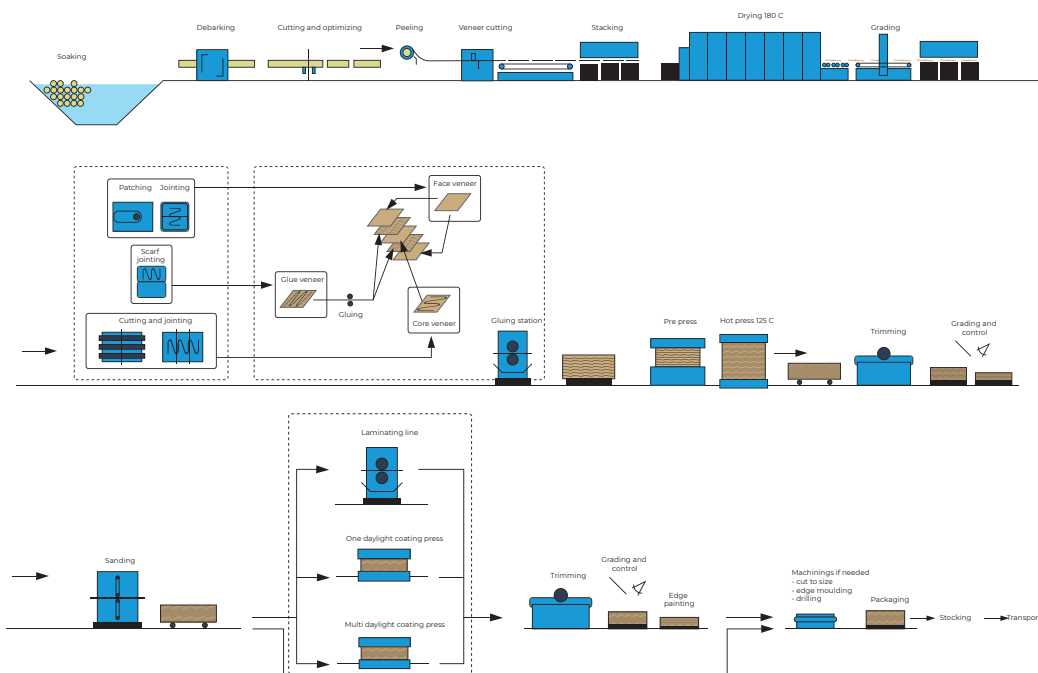 Soaking
Debarking
Cutting and optimizing
Peeling
Veneer cutting
Stacking
Drying 180 C
Grading
Patching
Jointing
Scarf
jointing
Cutting and jointing
Face veneer
Glue veneer
Gluing
Core veneer
Gluing station
Pre press
Hot press 125 C
Trimming
Grading and
control
Sanding
Laminating line
One daylight coating press
Multi daylight coating press
Trimming
Grading and
control
Edge
painting
Machinings if needed
- cut to size
- edge moulding
- drilling
Packaging
Stocking
Transpor